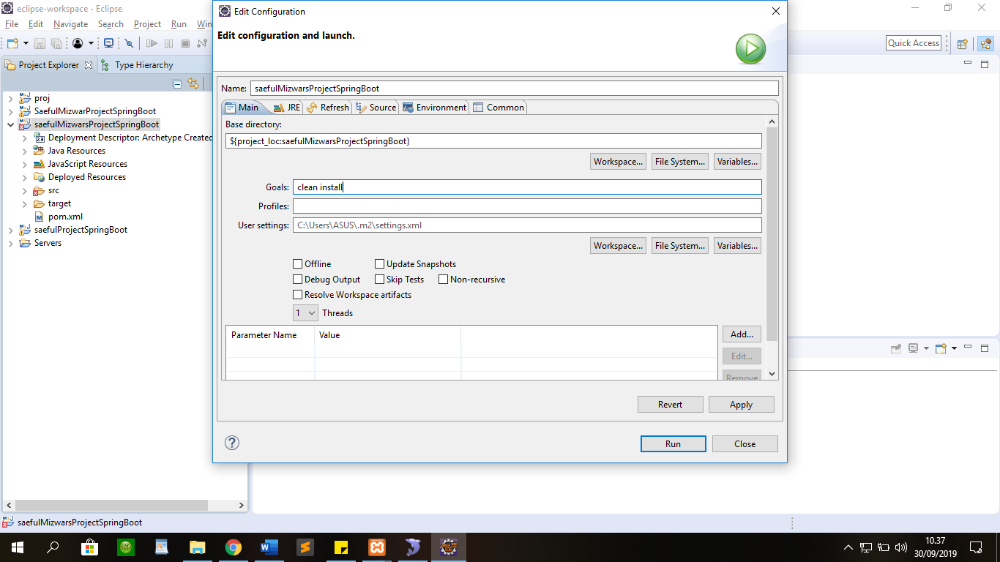 eclipse-workspace - Eclipse
File Edit Navigate Search Project Run Win
Quick Access
Project Explorer Type Hierarchy
proj
SaefulMizwarProjectSpringBoot
saefulMizwarsProjectSpringBoot
Deployment Descriptor: Archetype Created
Java Resources
JavaScript Resources
Deployed Resources
src
target
pom.xml
saefulProjectSpringBoot
Servers
Edit Configuration
Edit configuration and launch.
Name: saefulMizwarsProjectSpringBoot
Main JRE Refresh Source Environment Common
Base directory:
${project_loc:saefulMizwarsProjectSpringBoot}
Workspace... File System... Variables...
Goals: clean install
Profiles:
User settings: C:\Users\ASUS\.m2\settings.xml
Workspace... File System... Variables...
Offline Update Snapshots
Debug Output Skip Tests Non-recursive
Resolve Workspace artifacts
1 Threads
Parameter Name Value
Add...
Edit...
Remove
Revert Apply
? Run Close
saefulMizwarsProjectSpringBoot
10.37
30/09/2019